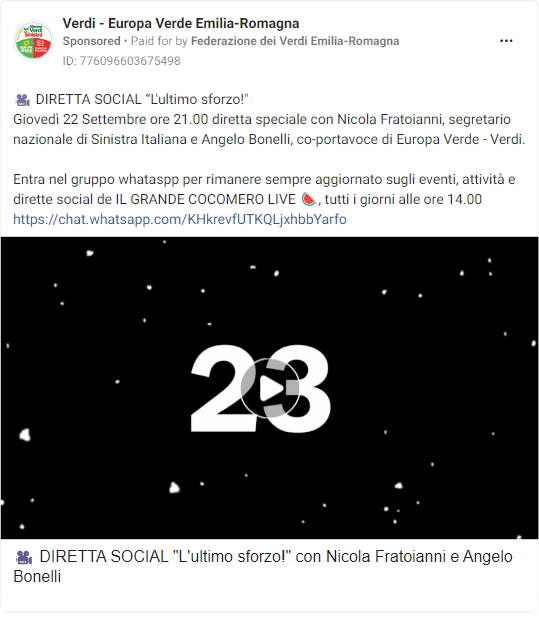 Verdi - Europa Verde Emilia-Romagna
Sponsored • Paid for by Federazione dei Verdi Emilia-Romagna
ID: 776096603675498
🎥 DIRETTA SOCIAL “L'ultimo sforzo!"
Giovedì 22 Settembre ore 21.00 diretta speciale con Nicola Fratoianni, segretario
nazionale di Sinistra Italiana e Angelo Bonelli, co-portavoce di Europa Verde - Verdi.
Entra nel gruppo whataspp per rimanere sempre aggiornato sugli eventi, attività e
dirette social de IL GRANDE COCOMERO LIVE 🍉, tutti i giorni alle ore 14.00
https://chat.whatsapp.com/KHkrevfUTKQLjxhbbYarfo
23
🎥 DIRETTA SOCIAL "L'ultimo sforzo!" con Nicola Fratoianni e Angelo
Bonelli